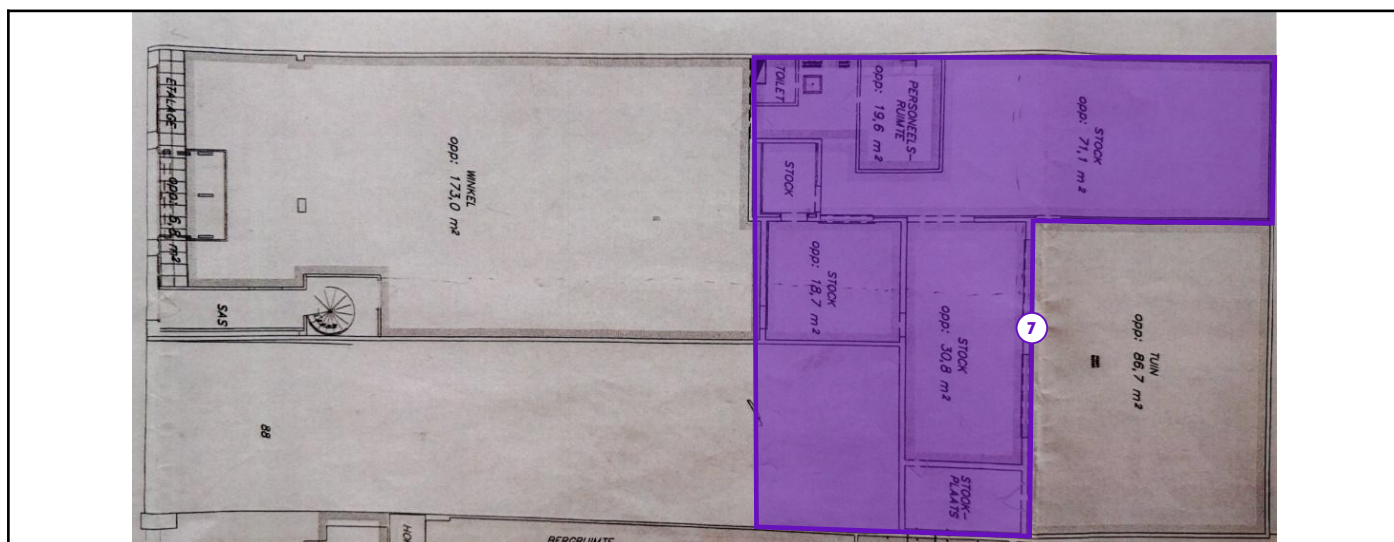 ETALAGE
opp: 6,8 m²
WINKEL
opp: 173,0 m²
SAS
88
TOILET
PERSONEELS-
RUIMTE
opp: 19,6 m²
STOCK
STOCK
opp: 71,1 m²
STOCK
opp: 18,7 m²
STOCK
opp: 30,8 m²
7
TUIN
opp: 86,7 m²
STOOK-
PLAATS
BERGRUIMTE